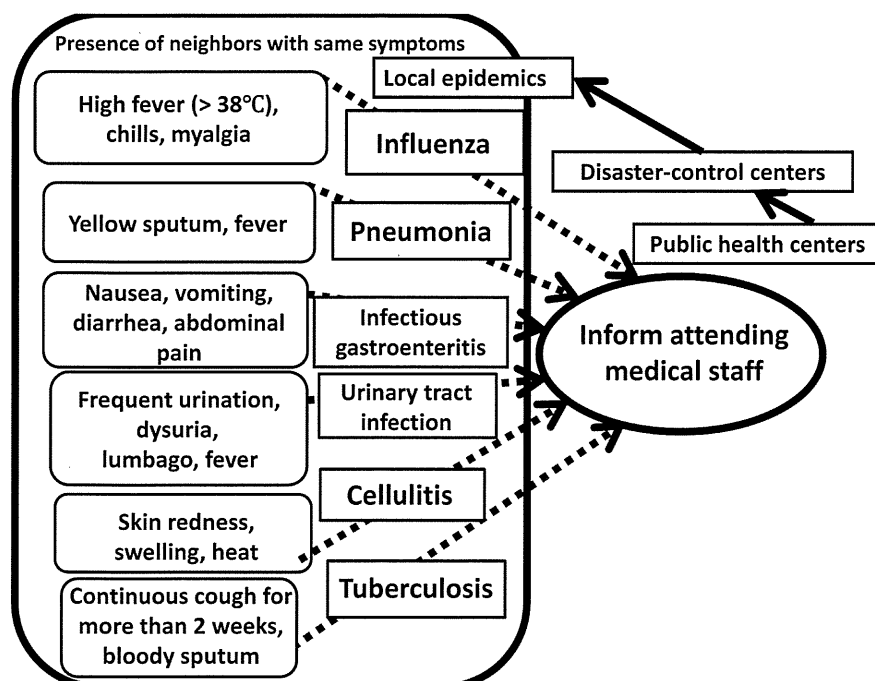 Presence of neighbors with same symptoms
Local epidemics
High fever (> 38℃),
chills, myalgia
Influenza
Disaster-control centers
Yellow sputum, fever
Pneumonia
Public health centers
Nausea, vomiting,
diarrhea, abdominal
pain
Infectious
gastroenteritis
Inform attending
medical staff
Frequent urination,
dysuria,
lumbago, fever
Urinary tract
infection
Cellulitis
Skin redness,
swelling, heat
Tuberculosis
Continuous cough for
more than 2 weeks,
bloody sputum